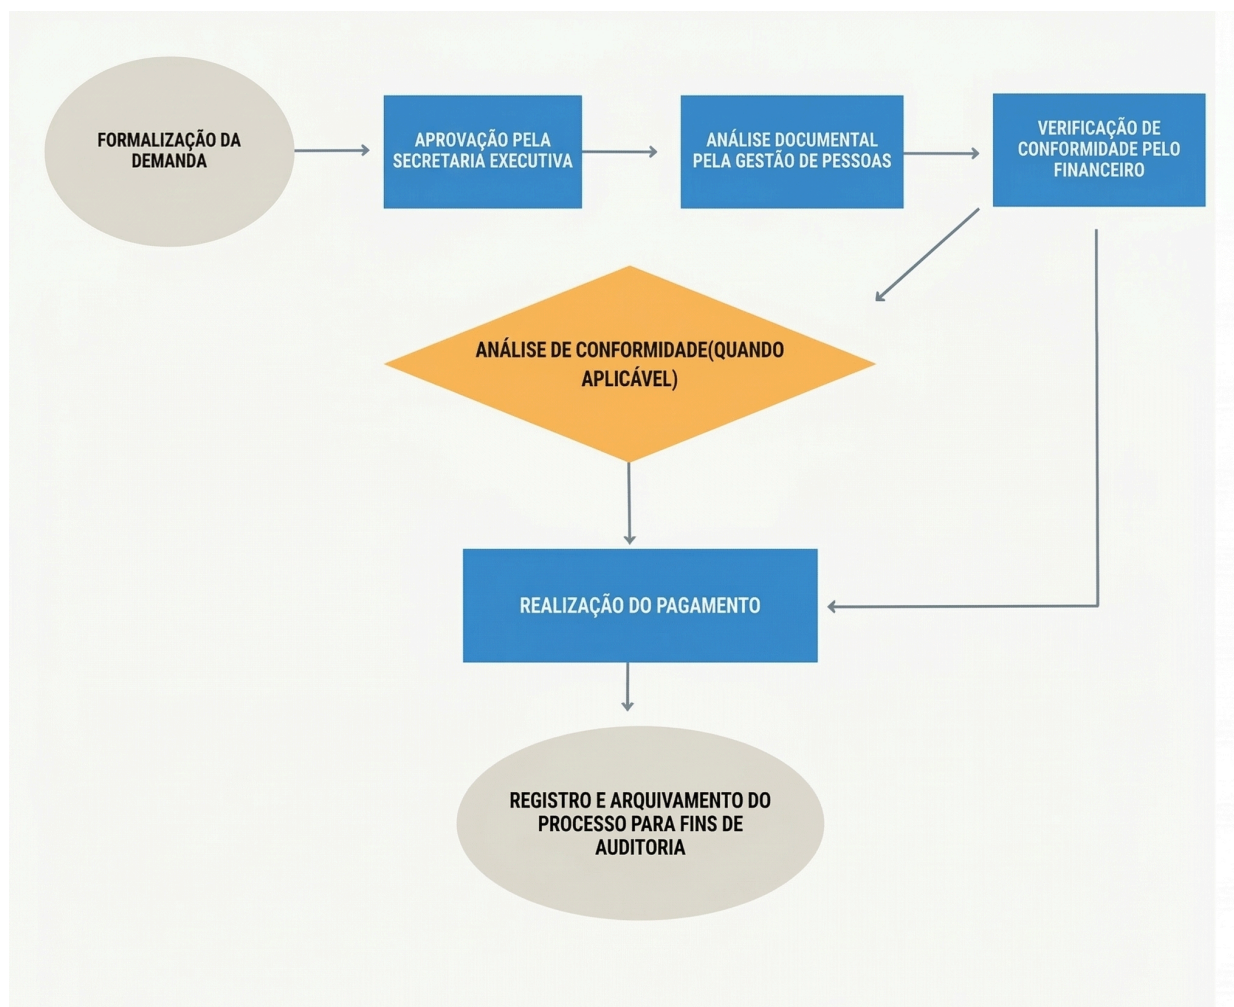 FORMALIZAÇÃO DA
DEMANDA
APROVAÇÃO PELA
SECRETARIA EXECUTIVA
ANÁLISE DOCUMENTAL
PELA GESTÃO DE PESSOAS
VERIFICAÇÃO DE
CONFORMIDADE PELO
FINANCEIRO
ANÁLISE DE CONFORMIDADE(QUANDO
APLICÁVEL)
REALIZAÇÃO DO PAGAMENTO
REGISTRO E ARQUIVAMENTO DO
PROCESSO PARA FINS DE
AUDITORIA